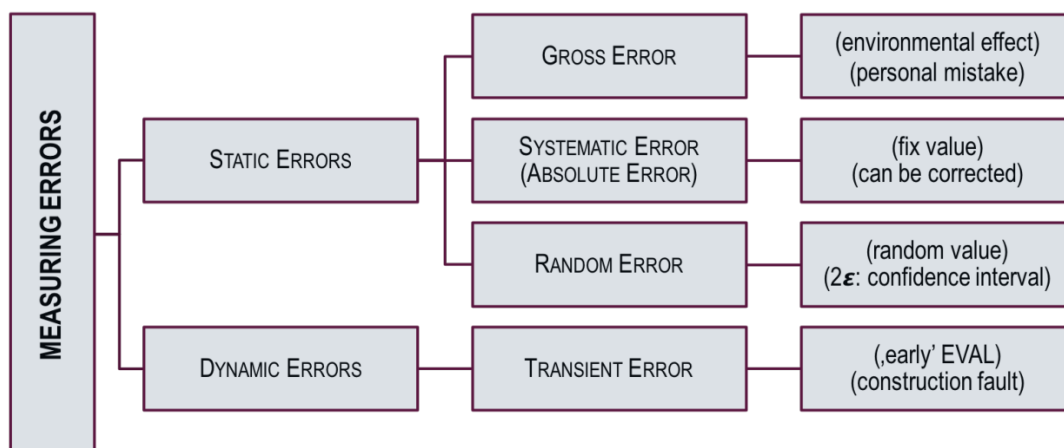 MEASURING ERRORS
STATIC ERRORS
GROSS ERROR
(environmental effect)
(personal mistake)
SYSTEMATIC ERROR
(ABSOLUTE ERROR)
(fix value)
(can be corrected)
RANDOM ERROR
(random value)
(2ε: confidence interval)
DYNAMIC ERRORS
TRANSIENT ERROR
(‚early’ EVAL)
(construction fault)